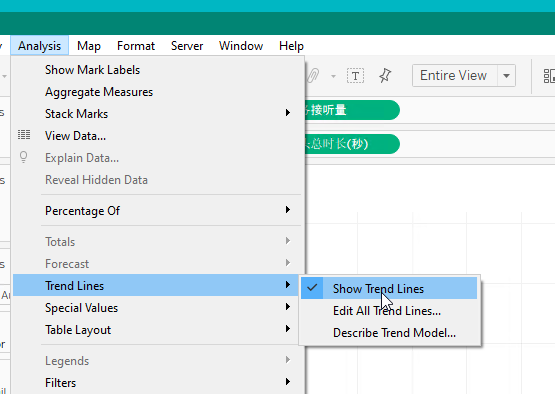 Analysis Map Format Server Window Help
Show Mark Labels
Aggregate Measures
Entire View
Stack Marks
接听量
View Data...
总时长(秒)
Explain Data...
Reveal Hidden Data
Percentage Of
Totals
Forecast
Trend Lines
Show Trend Lines
Special Values
Edit All Trend Lines...
Table Layout
Describe Trend Model...
Legends
Filters